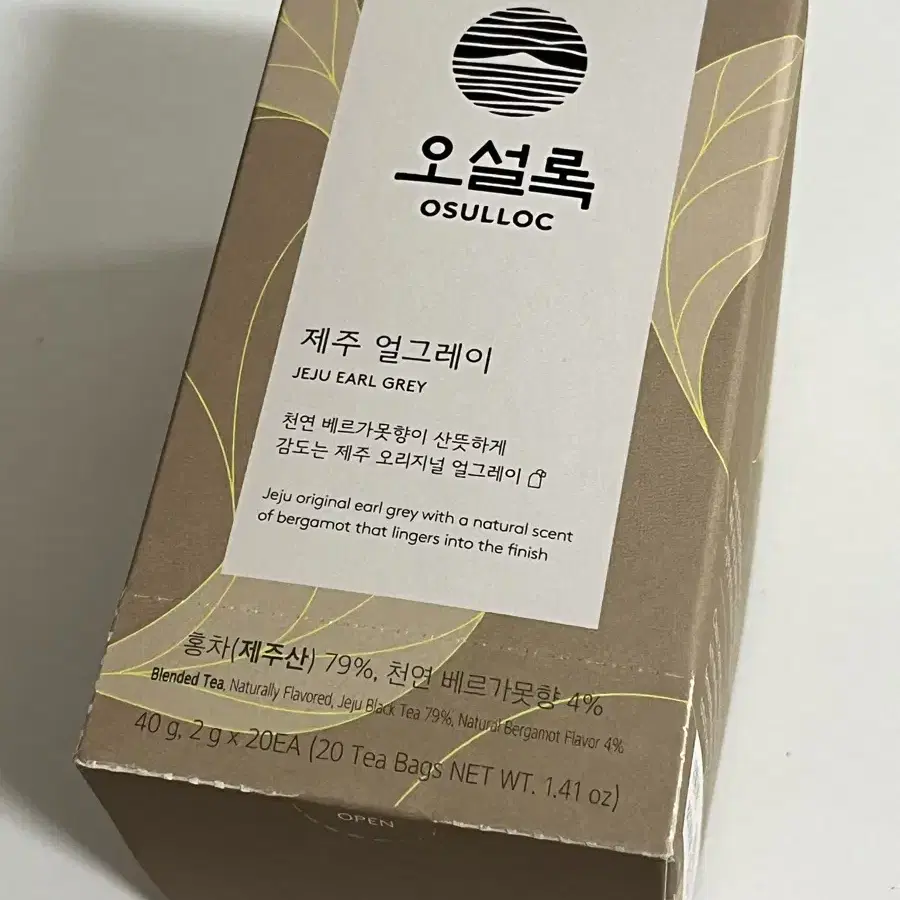 오설록
OSULLOC
제주 얼그레이
JEJU EARL GREY
천연 베르가못향이 산뜻하게
감도는 제주 오리지널 얼그레이
Jeju original earl grey with a natural scent
of bergamot that lingers into the finish
홍차(제주산) 79%, 천연 베르가못향 4%
Blended Tea, Naturally Flavored, Jeju Black Tea 79%, Natural Bergamot Flavor 4%
40 g, 2 g x 20EA (20 Tea Bags NET WT. 1.41 oz)
OPEN